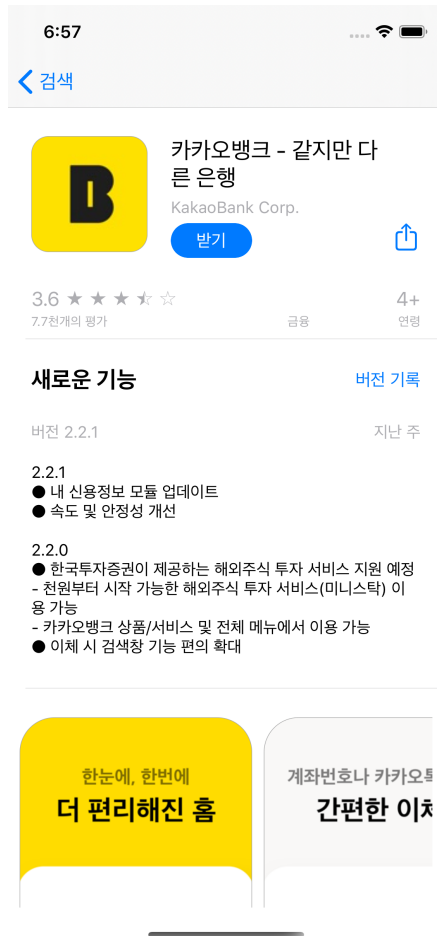 6:57
검색
B
카카오뱅크 - 같지만 다
른 은행
KakaoBank Corp.
받기
3.6
4+
7.7천개의 평가
금융
연령
새로운 기능
버전 기록
버전 2.2.1
지난 주
2.2.1
● 내 신용정보 모듈 업데이트
● 속도 및 안정성 개선
2.2.0
● 한국투자증권이 제공하는 해외주식 투자 서비스 지원 예정
- 천원부터 시작 가능한 해외주식 투자 서비스(미니스탁) 이
용 가능
- 카카오뱅크 상품/서비스 및 전체 메뉴에서 이용 가능
● 이체 시 검색창 기능 편의 확대
한눈에, 한번에
더 편리해진 홈
계좌번호나 카카오톡
간편한 이체